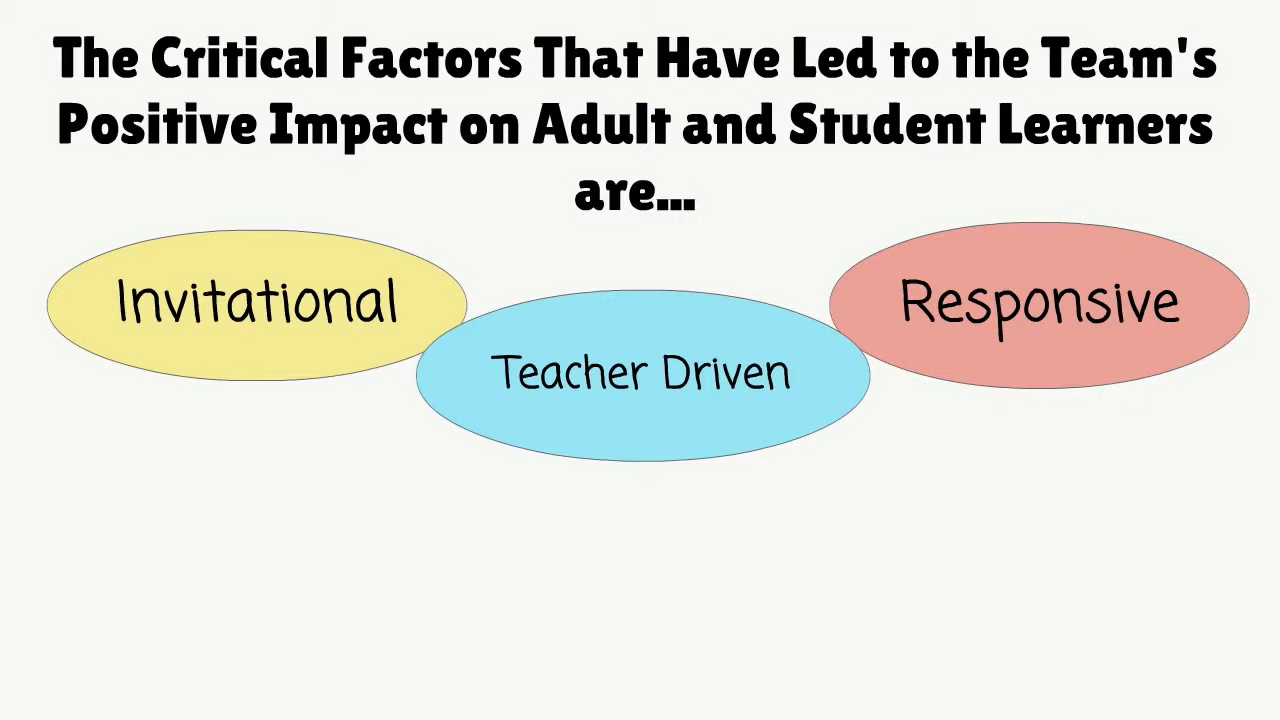 The Critical Factors That Have Led to the Team's
Positive Impact on Adult and Student Learners
are...
Invitational
Teacher Driven
Responsive